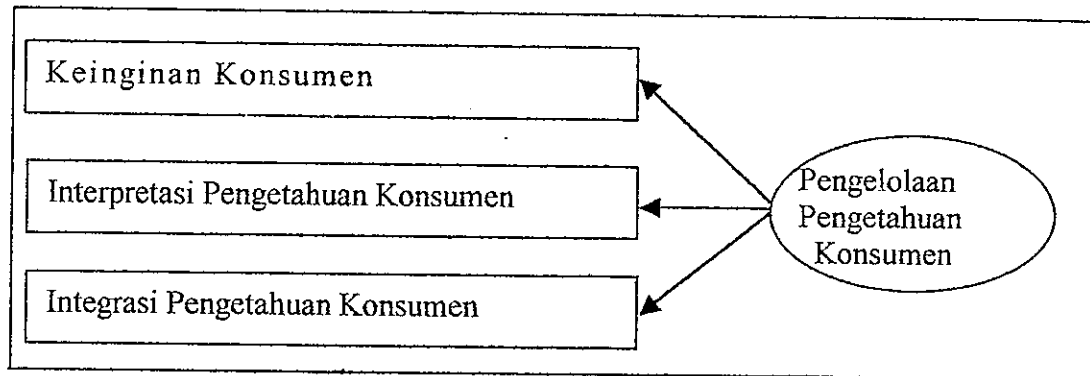 Keinginan Konsumen
Interpretasi Pengetahuan Konsumen
Integrasi Pengetahuan Konsumen
Pengelolaan
Pengetahuan
Konsumen